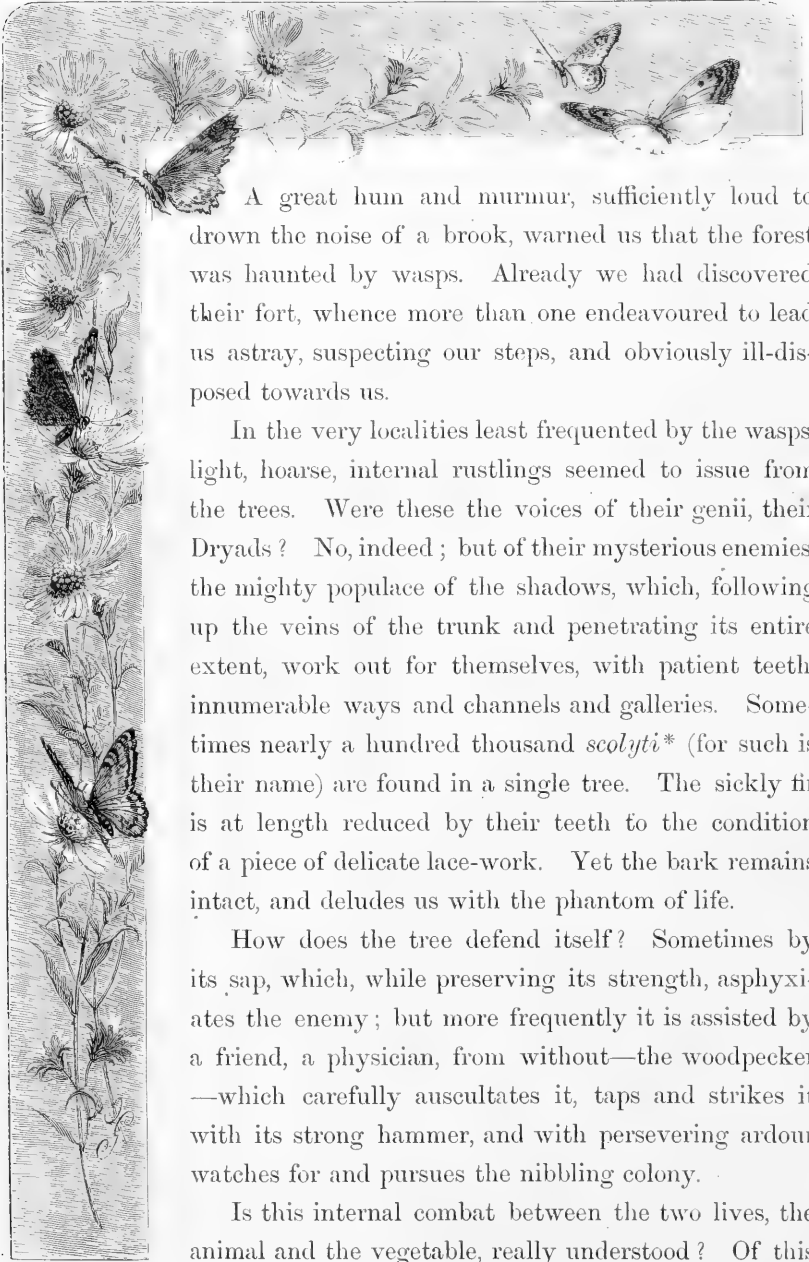 A great hum and murmur, sufficiently loud to
drown the noise of a brook, warned us that the forest
was haunted by wasps. Already we had discovered
their fort, whence more than one endeavoured to lead
us astray, suspecting our steps, and obviously ill-dis-
posed towards us.
In the very localities least frequented by the wasps
light, hoarse, internal rustlings seemed to issue from
the trees. Were these the voices of their genii, their
Dryads? No, indeed; but of their mysterious enemies
the mighty populace of the shadows, which, following
up the veins of the trunk and penetrating its entire
extent, work out for themselves, with patient teeth
innumerable ways and channels and galleries. Some-
times nearly a hundred thousand scolyti* (for such is
their name) are found in a single tree. The sickly fir
is at length reduced by their teeth to the condition
of a piece of delicate lace-work. Yet the bark remains
intact, and deludes us with the phantom of life.
How does the tree defend itself? Sometimes by
its sap, which, while preserving its strength, asphyxi-
ates the enemy; but more frequently it is assisted by
a friend, a physician, from without—the woodpecker
—which carefully auscultates it, taps and strikes it
with its strong hammer, and with persevering ardour
watches for and pursues the nibbling colony.
Is this internal combat between the two lives, the
animal and the vegetable, really understood? Of this